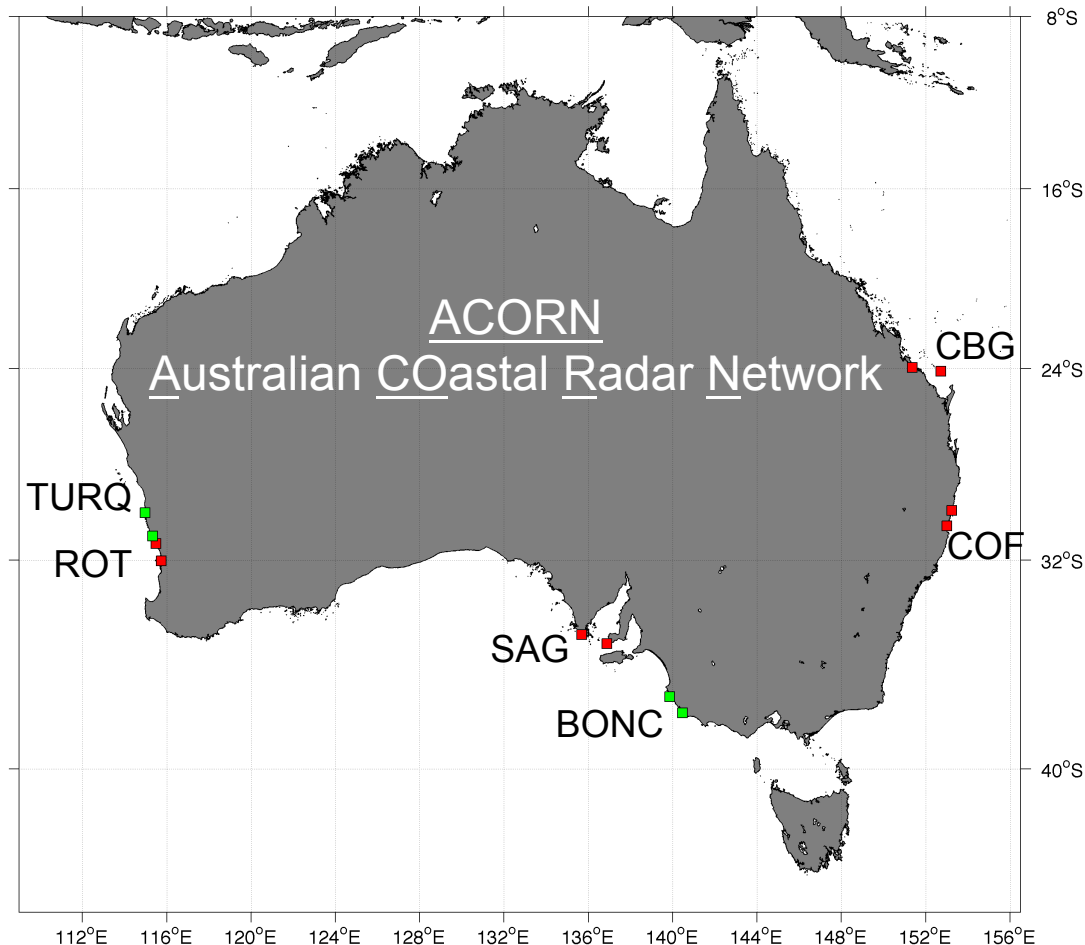 8°S
16°S
ACORN
Australian COastal Radar Network
CBG
24°S
TURQ
ROT
COF
32°S
SAG
BONC
40°S
112°E 116°E 120°E 124°E 128°E 132°E 136°E 140°E 144°E 148°E 152°E 156°E